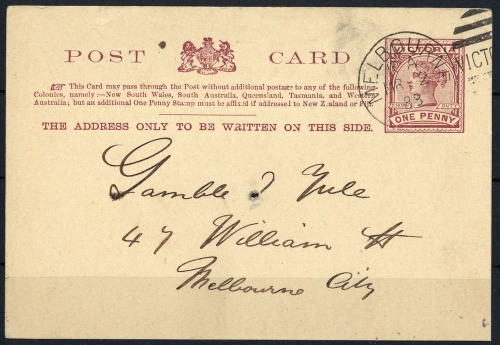 POST CARD
VICTORIA
MELBOURNE
VICTO
☞ This Card may pass through the Post without additional postage to any of the following
Colonies, namely:—New South Wales, South Australia, Queensland, Tasmania, and Western
Australia; but an additional One Penny Stamp must be affixed if addressed to New Zealand or Fiji.
THE ADDRESS ONLY TO BE WRITTEN ON THIS SIDE.
ONE PENNY
Gamble & Yule
47 William St
Melbourne City